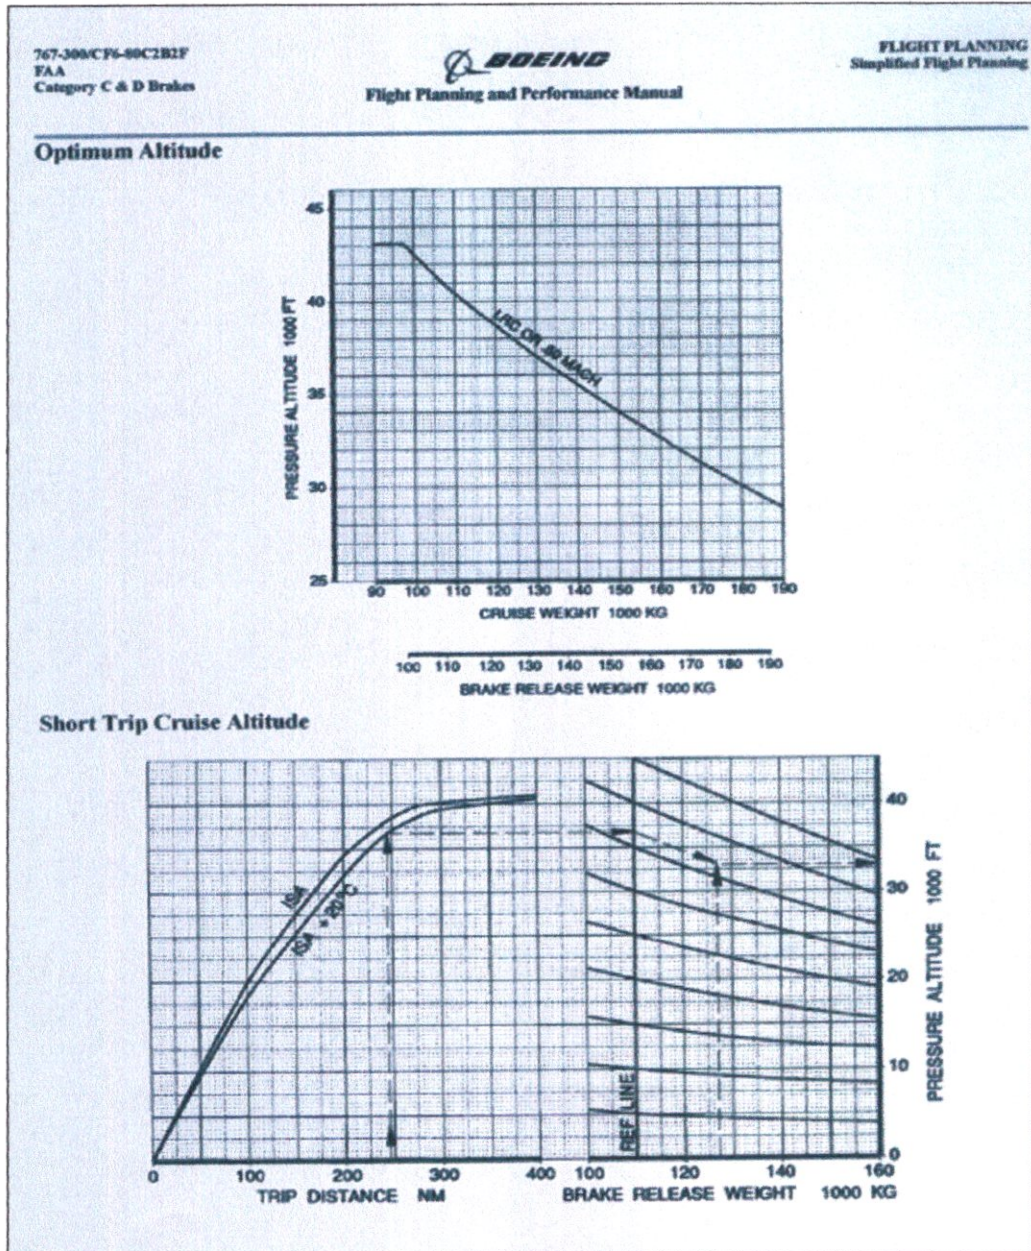 767-300/CF6-80C2B2F
FAA
Category C & D Brakes
BOEING
Flight Planning and Performance Manual
FLIGHT PLANNING
Simplified Flight Planning
Optimum Altitude
45
40
35
30
25
PRESSURE ALTITUDE 1000 FT
LRC OR .80 MACH
90 100 110 120 130 140 150 160 170 180 190
CRUISE WEIGHT 1000 KG
100 110 120 130 140 150 160 170 180 190
BRAKE RELEASE WEIGHT 1000 KG
Short Trip Cruise Altitude
ISA
ISA + 20°C
REF LINE
40
30
20
10
0
PRESSURE ALTITUDE 1000 FT
0 100 200 300 400
TRIP DISTANCE NM
100 120 140 160
BRAKE RELEASE WEIGHT 1000 KG